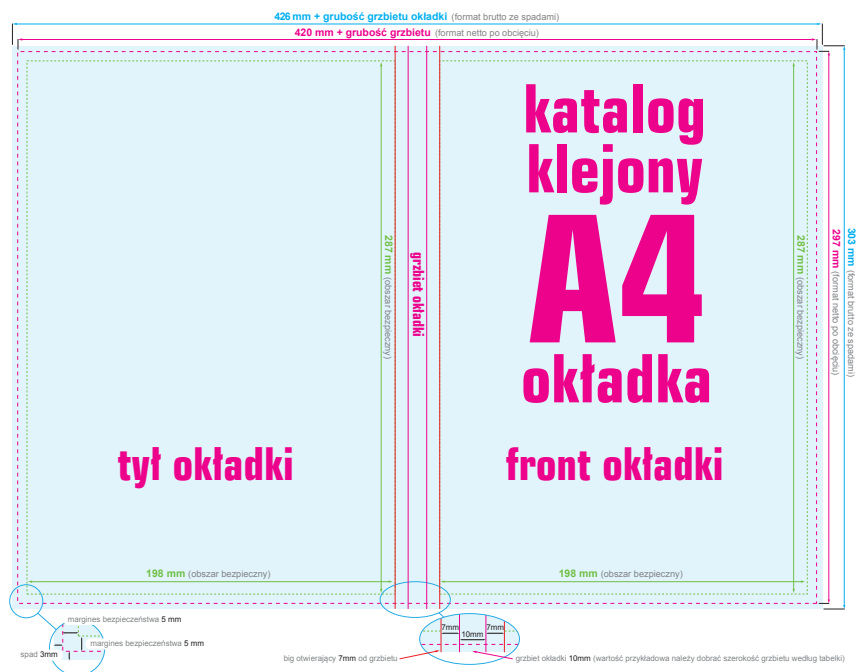 426 mm + grubość grzbietu okładki (format brutto ze spadami)
420 mm + grubość grzbietu (format netto po obcięciu)
katalog
klejony
A4
okładka
287 mm (obszar bezpieczny)
grzbiet okładki
287 mm (obszar bezpieczny)
297 mm (format netto po obcięciu)
303 mm (format brutto ze spadami)
tył okładki
front okładki
198 mm (obszar bezpieczny)
198 mm (obszar bezpieczny)
margines bezpieczeństwa 5 mm
margines bezpieczeństwa 5 mm
spad 3mm
7mm
10mm
7mm
big otwierający 7mm od grzbietu
grzbiet okładki 10mm (wartość przykładowa należy dobrać szerokość grzbietu według tabelki)